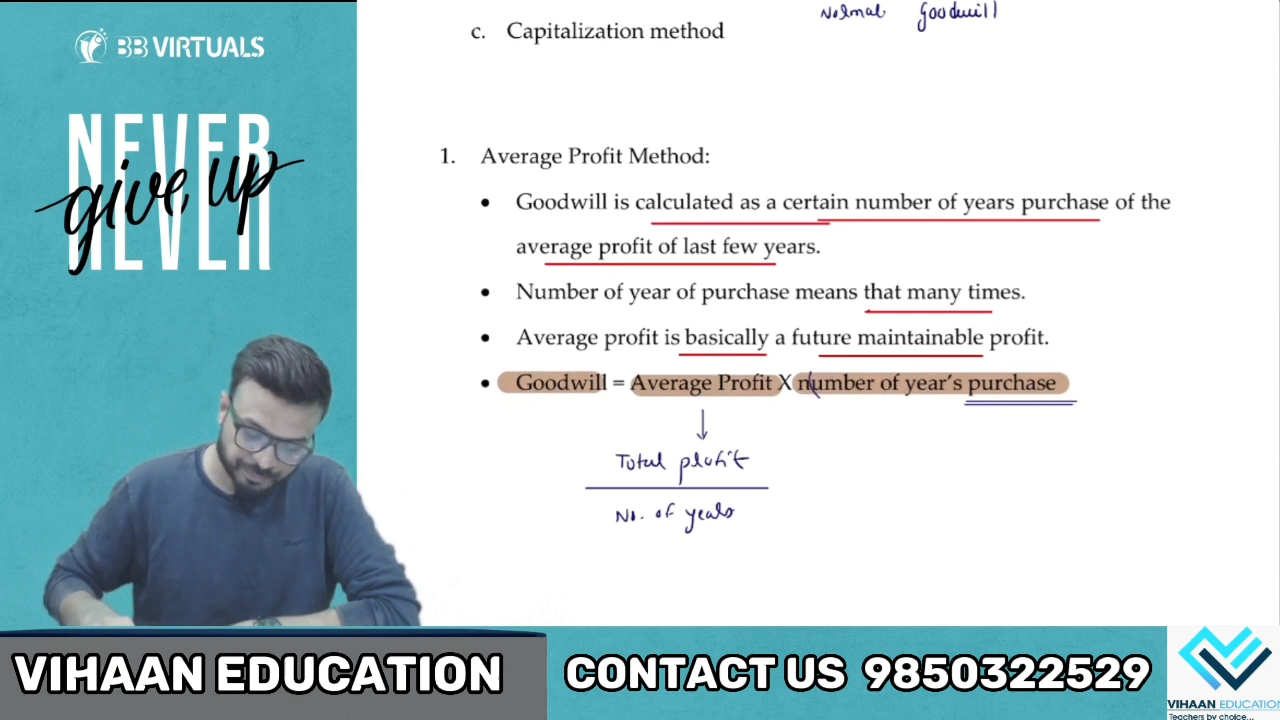 BB VIRTUALS
NEVER
give up
NEVER
Normal Goodwill
c. Capitalization method
1. Average Profit Method:
• Goodwill is calculated as a certain number of years purchase of the
average profit of last few years.
• Number of year of purchase means that many times.
• Average profit is basically a future maintainable profit.
• Goodwill = Average Profit X number of year's purchase
Total profit
No. of years
VIHAAN EDUCATION
CONTACT US 9850322529
VIHAAN EDUCATION
Teachers by choice...